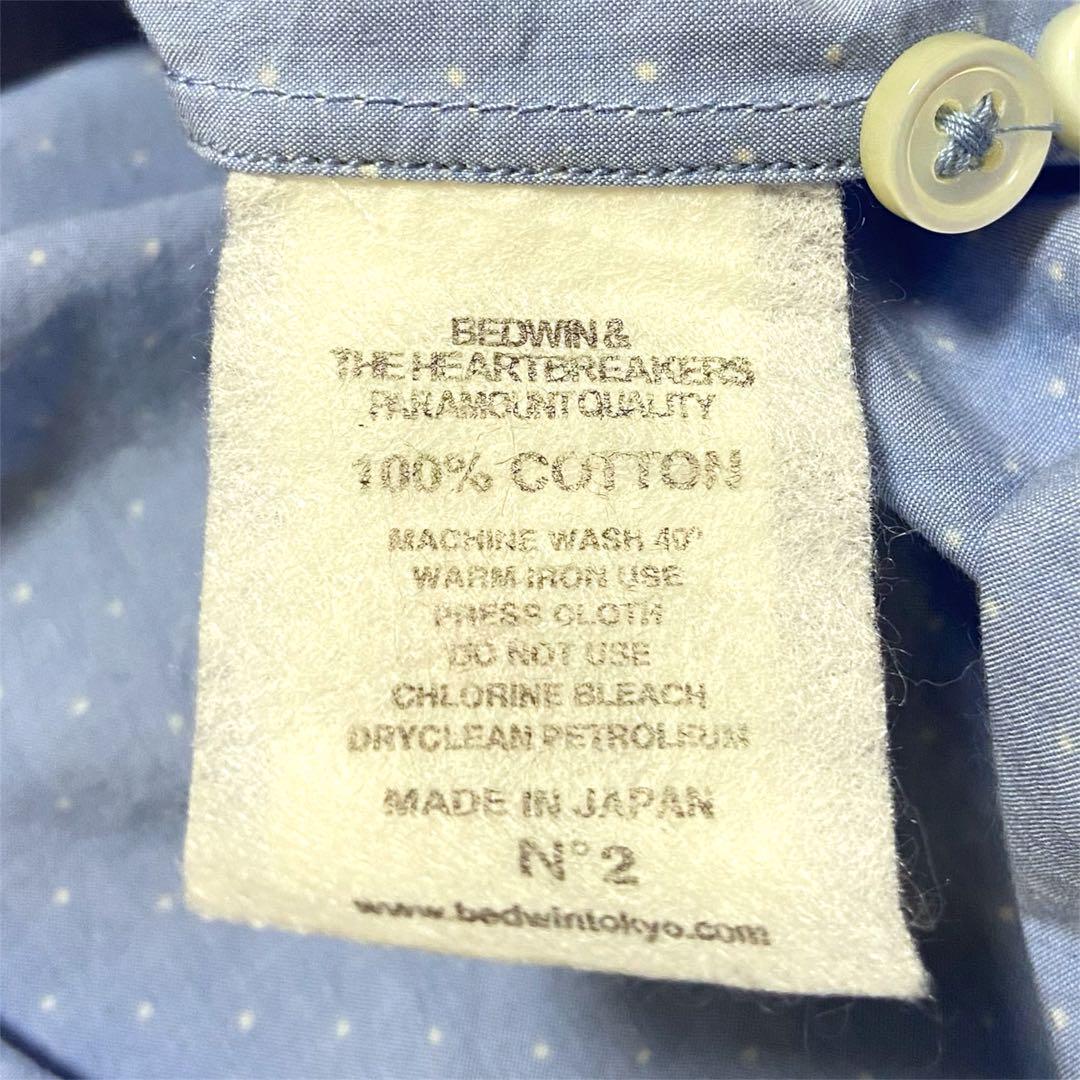 BEDWIN &
THE HEARTBREAKERS
PARAMOUNT QUALITY
100% COTTON
MACHINE WASH 40°
WARM IRON USE
PRESS CLOTH
DO NOT USE
CHLORINE BLEACH
DRYCLEAN PETROLEUM
MADE IN JAPAN
N°2
www.bedwintokyo.com